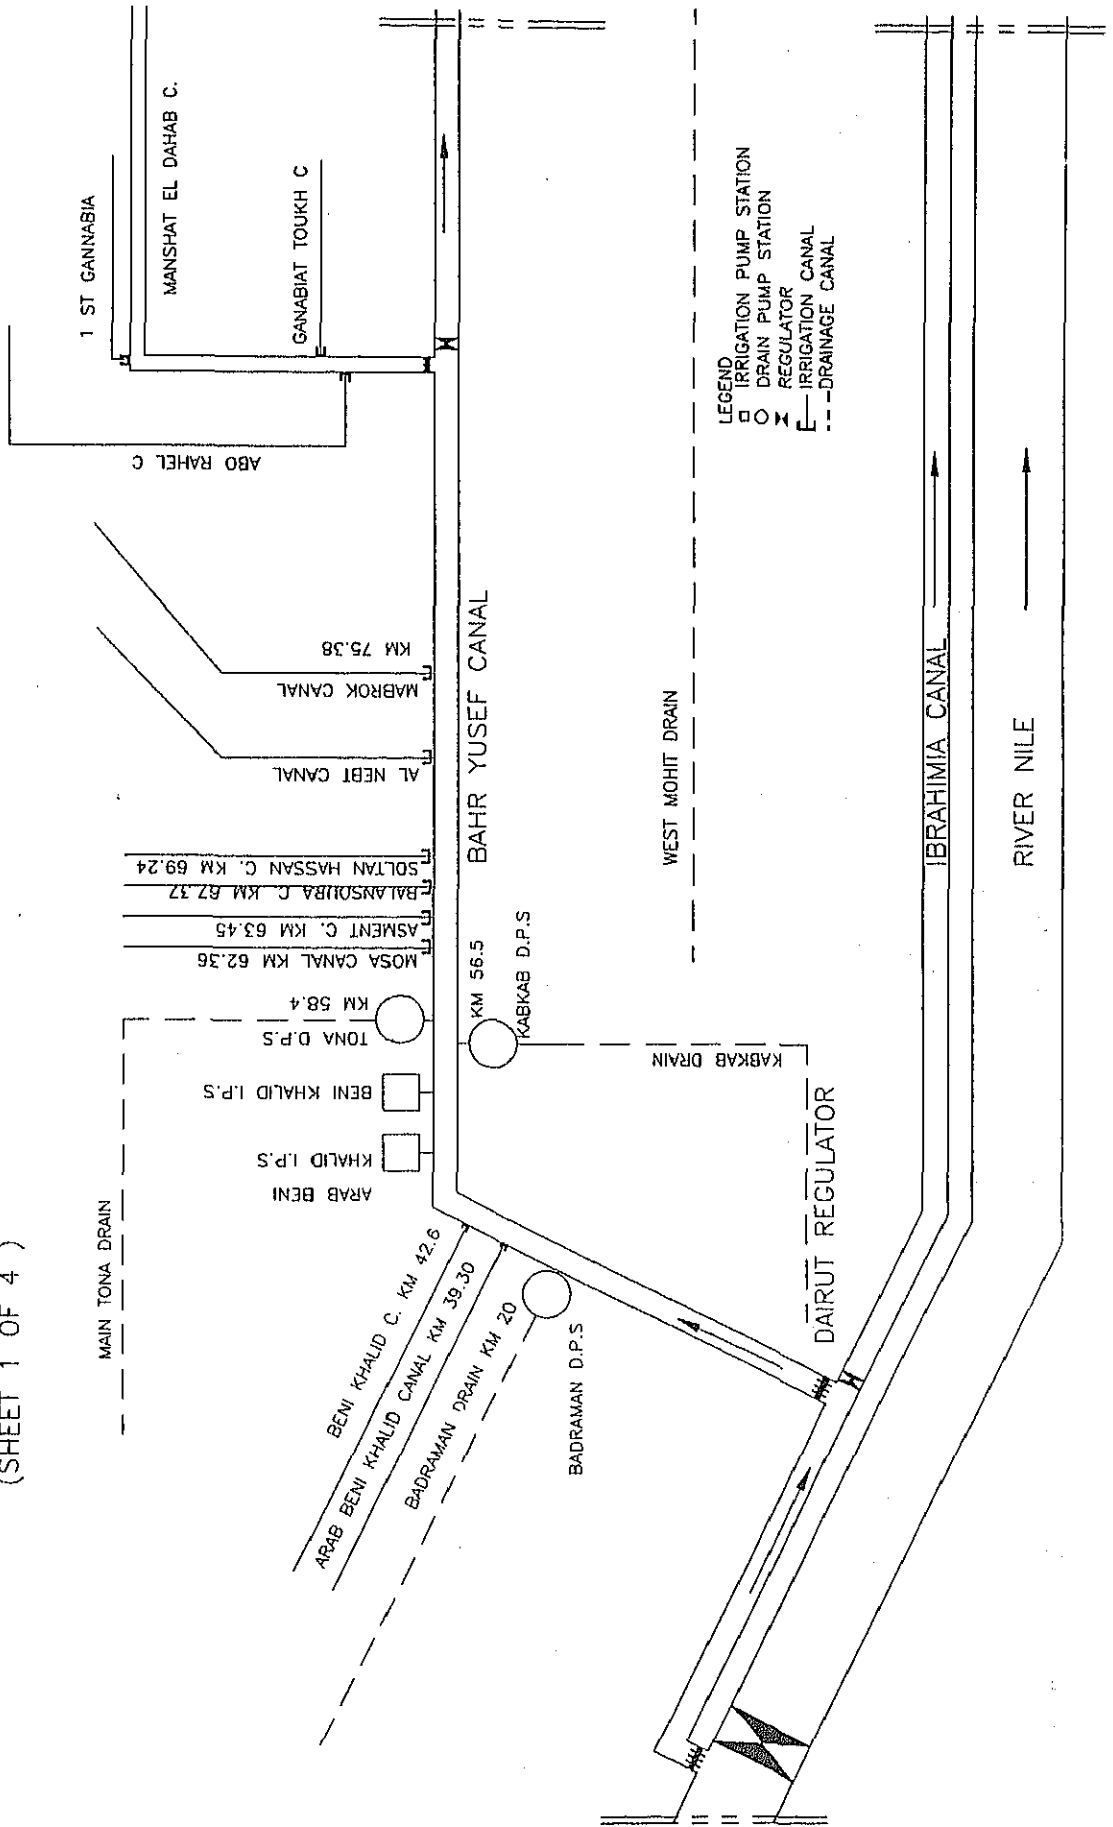 (SHEET 1 OF 4 )
MAIN TONA DRAIN
1 ST GANNABIA
MANSHAT EL DAHAB C.
GANABIAT TOUKH C
ABO RAHEL C
KM 75.38
MABROK CANAL
AL NEBT CANAL
SOLTAN HASSAN C. KM 69.24
BALANSOURA C. KM 67.37
ASMENT C. KM 63.45
MOSA CANAL KM 62.36
KM 58.4
TONA D.P.S
BENI KHALID I.P.S
ARAB BENI
KHALID I.P.S
BENI KHALID C. KM 42.6
ARAB BENI KHALID CANAL KM 39.30
BADRAMAN DRAIN KM 20
BADRAMAN D.P.S
BAHR YUSEF CANAL
KM 56.5
KABKAB D.P.S
KABKAB DRAIN
WEST MOHIT DRAIN
DAIRUT REGULATOR
LEGEND
IRRIGATION PUMP STATION
DRAIN PUMP STATION
REGULATOR
IRRIGATION CANAL
DRAINAGE CANAL
IBRAHIMIA CANAL
RIVER NILE